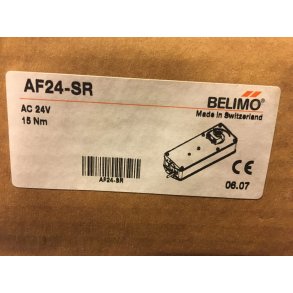 AF24-SR
BELIMO®
Made in Switzerland
AC 24V
15 Nm
AF24-SR
CE
06.07